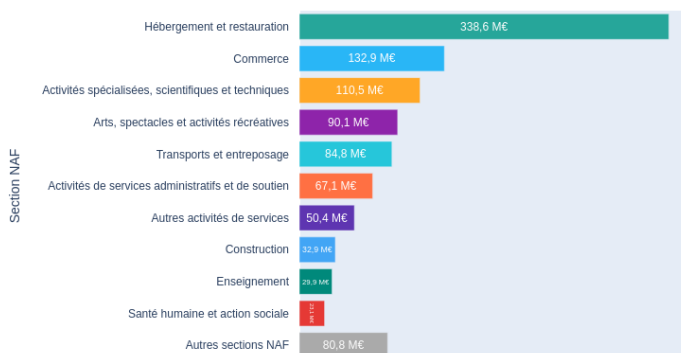 Section NAF
Hébergement et restauration 338,6 M€
Commerce 132,9 M€
Activités spécialisées, scientifiques et techniques 110,5 M€
Arts, spectacles et activités récréatives 90,1 M€
Transports et entreposage 84,8 M€
Activités de services administratifs et de soutien 67,1 M€
Autres activités de services 50,4 M€
Construction 32,9 M€
Enseignement 29,9 M€
Santé humaine et action sociale
Autres sections NAF 80,8 M€